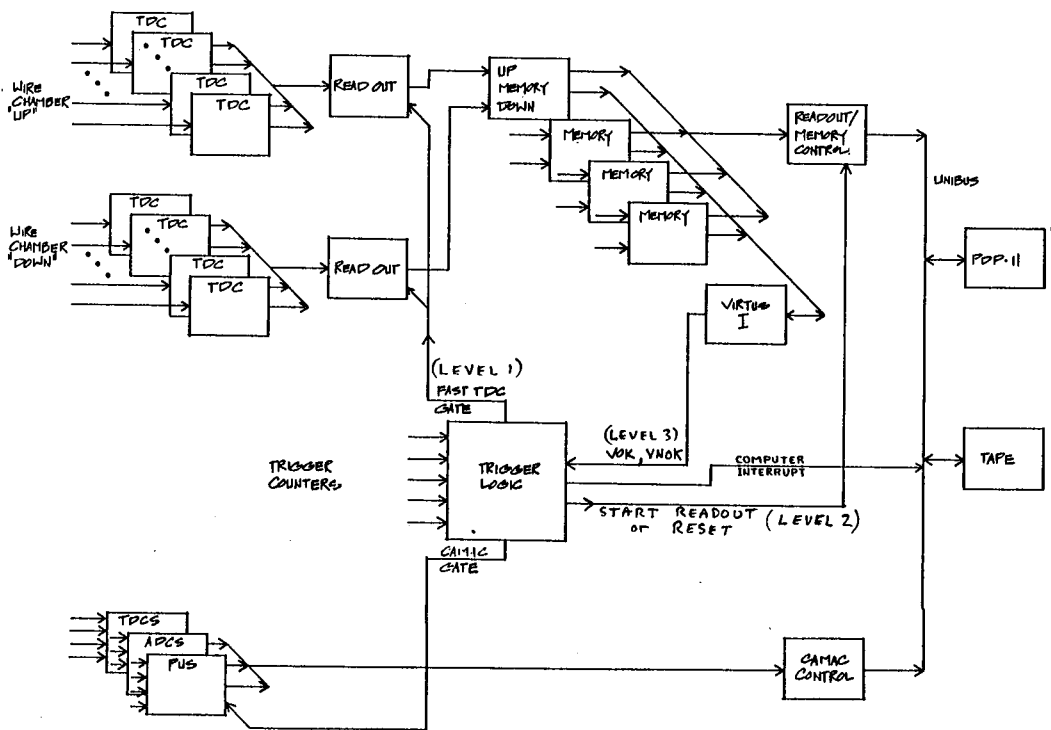 TDC
TDC
TDC
TDC
WIRE
CHAMBER
"UP"
READ OUT
UP
MEMORY
DOWN
MEMORY
MEMORY
MEMORY
READOUT/
MEMORY
CONTROL
UNIBUS
TDC
TDC
TDC
TDC
WIRE
CHAMBER
"DOWN"
READ OUT
PDP-11
VIRTUS
I
(LEVEL 1)
FAST TDC
GATE
TRIGGER
COUNTERS
TRIGGER
LOGIC
(LEVEL 3)
VOK, VNOK
COMPUTER
INTERRUPT
TAPE
START READOUT (LEVEL 2)
or RESET
CAMAC
GATE
TDCS
ADCS
PUS
CAMAC
CONTROL